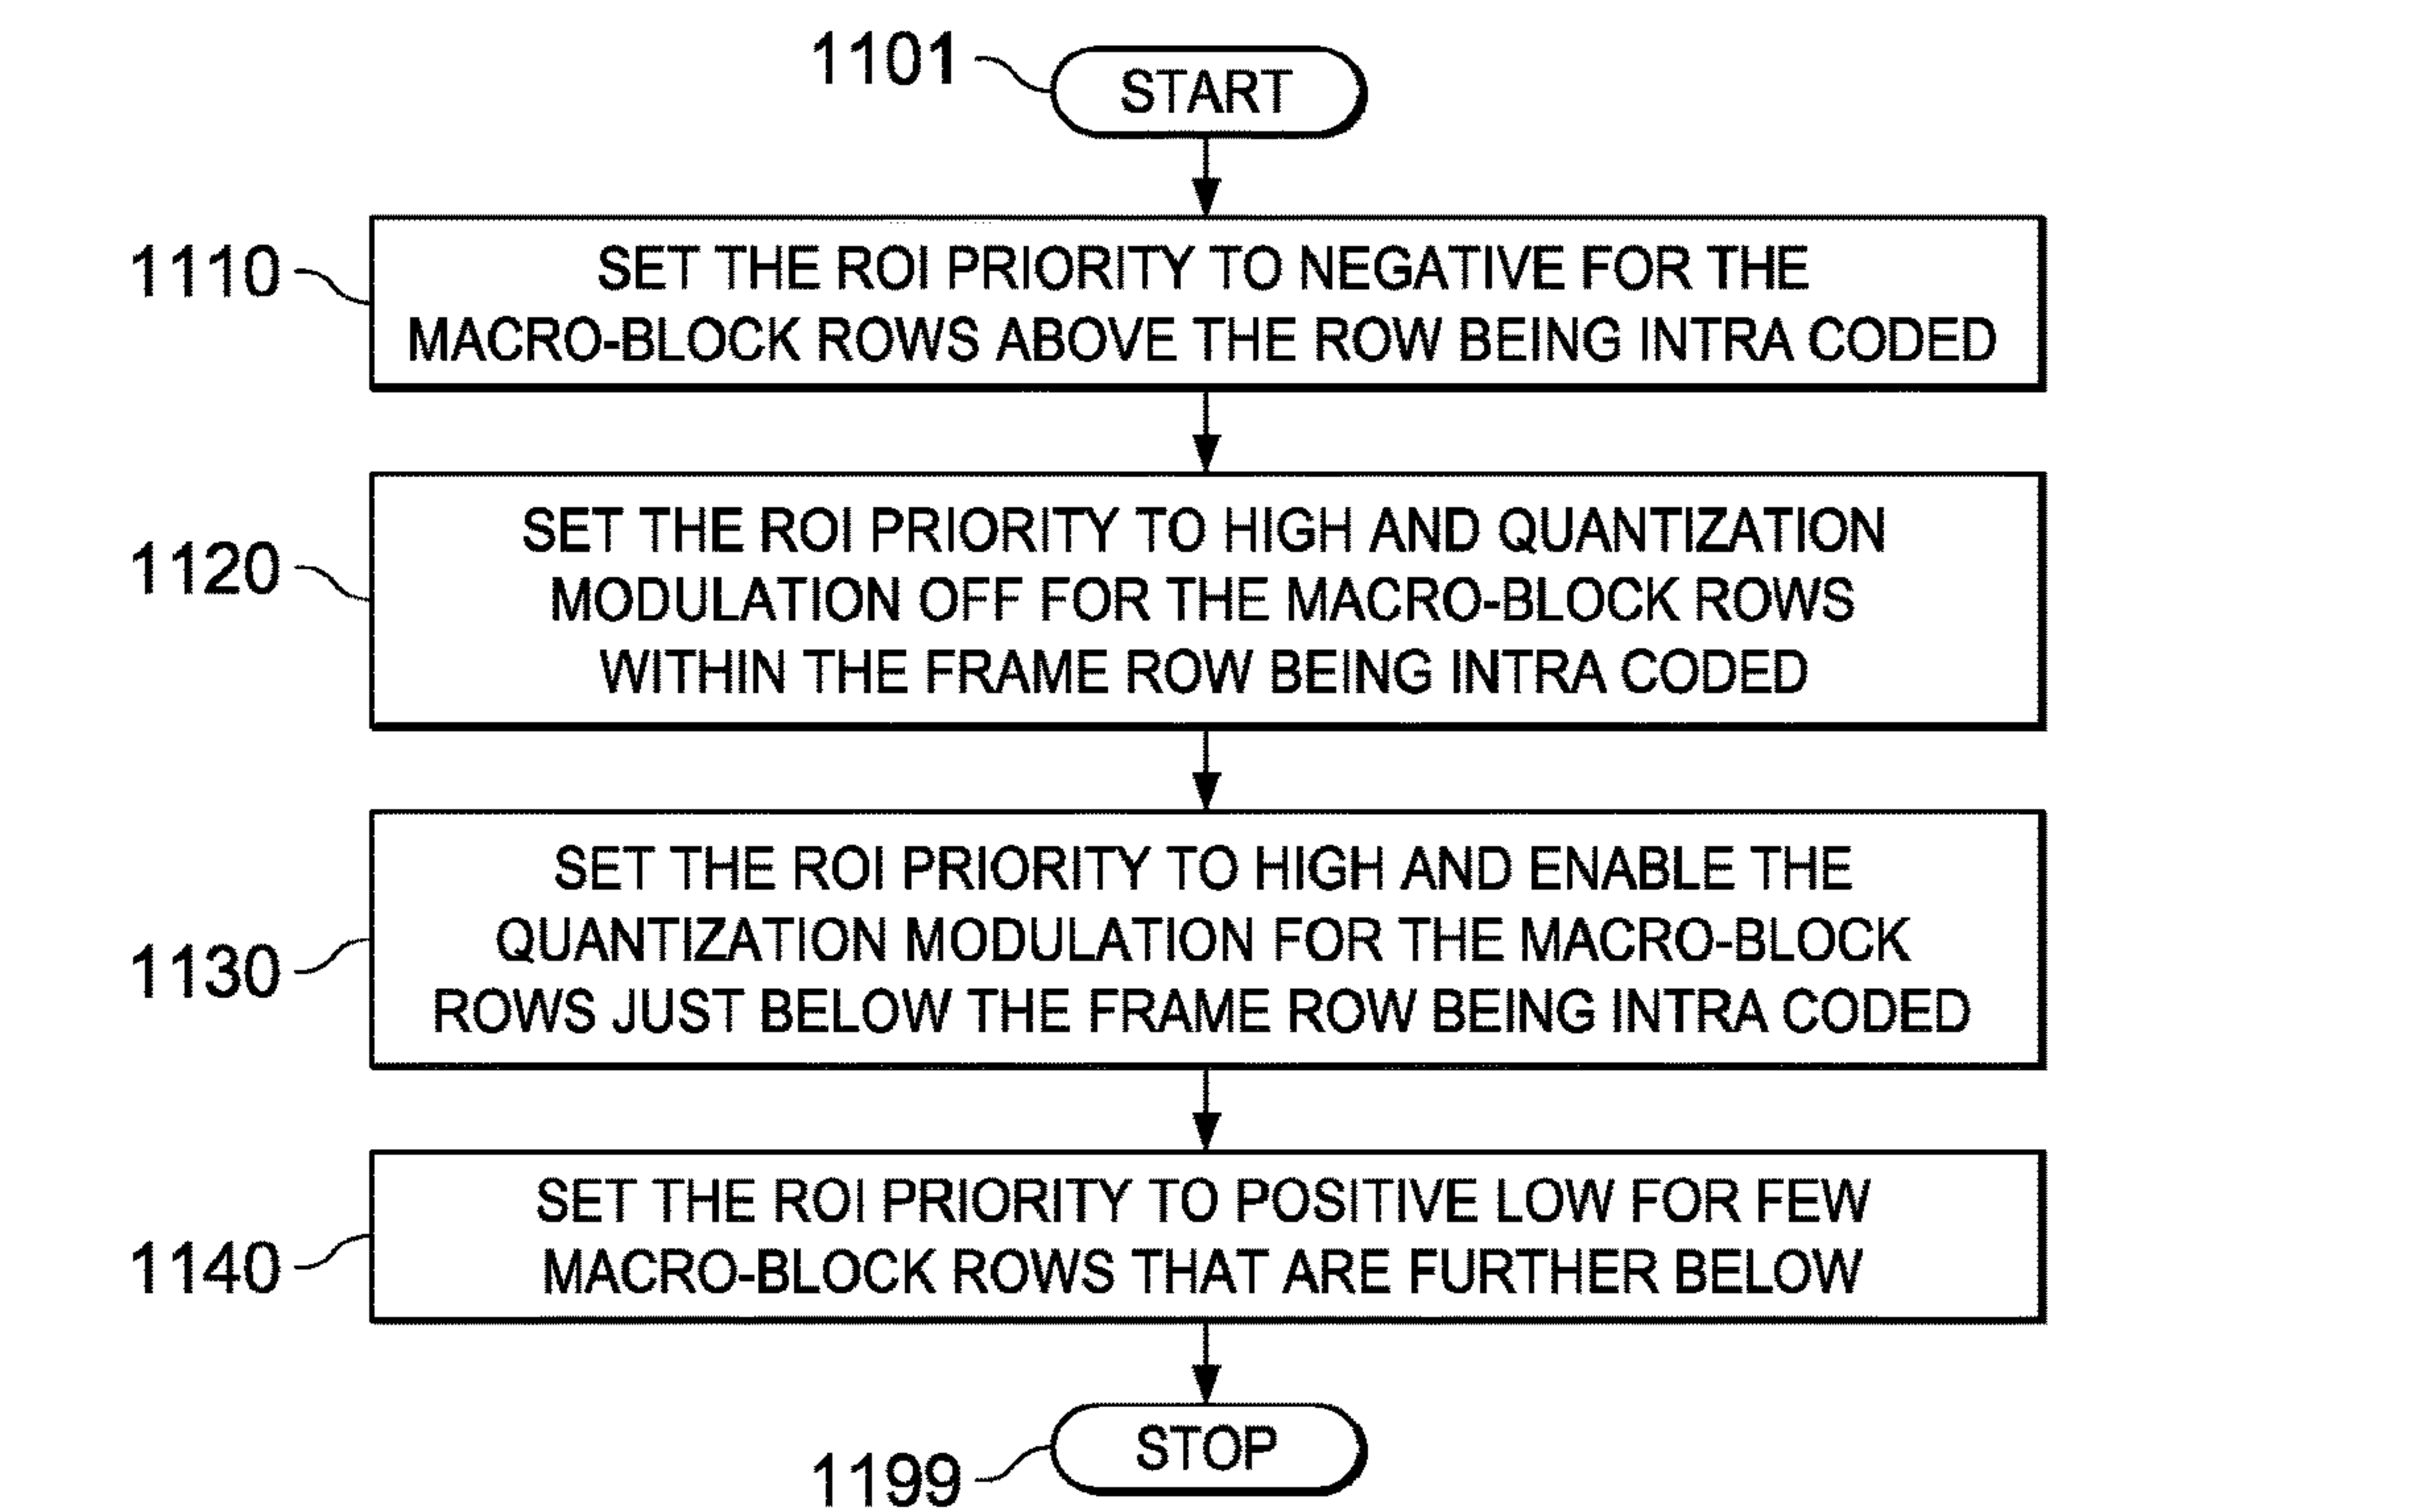 1101
START
1110
SET THE ROI PRIORITY TO NEGATIVE FOR THE
MACRO-BLOCK ROWS ABOVE THE ROW BEING INTRA CODED
1120
SET THE ROI PRIORITY TO HIGH AND QUANTIZATION
MODULATION OFF FOR THE MACRO-BLOCK ROWS
WITHIN THE FRAME ROW BEING INTRA CODED
1130
SET THE ROI PRIORITY TO HIGH AND ENABLE THE
QUANTIZATION MODULATION FOR THE MACRO-BLOCK
ROWS JUST BELOW THE FRAME ROW BEING INTRA CODED
1140
SET THE ROI PRIORITY TO POSITIVE LOW FOR FEW
MACRO-BLOCK ROWS THAT ARE FURTHER BELOW
1199
STOP